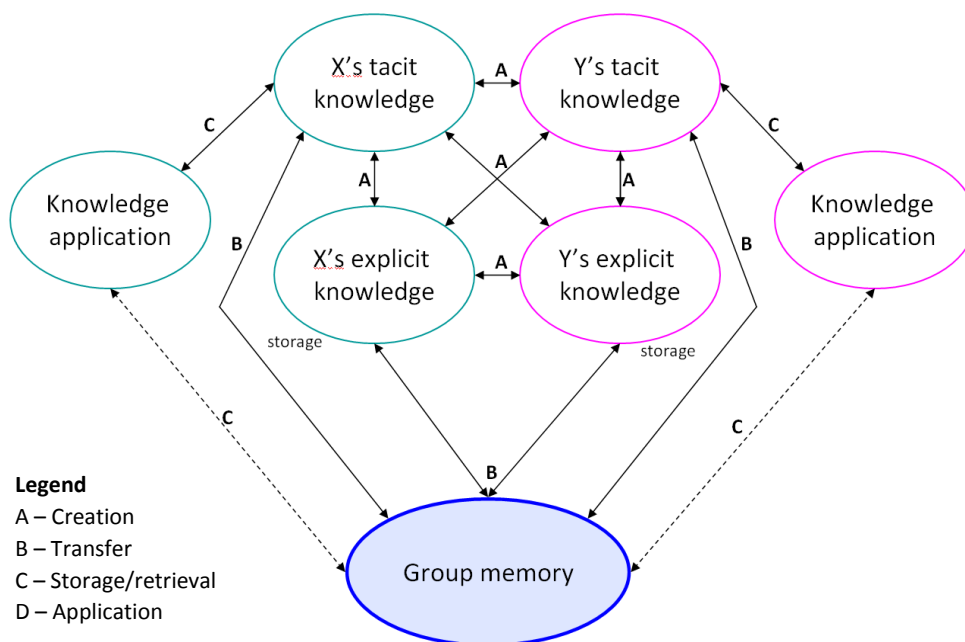 X’s tacit
knowledge
A
Y’s tacit
knowledge
C
C
A
A
A
Knowledge
application
Knowledge
application
B
B
X’s explicit
knowledge
A
Y’s explicit
knowledge
storage
storage
C
C
B
Legend
A – Creation
B – Transfer
C – Storage/retrieval
D – Application
Group memory